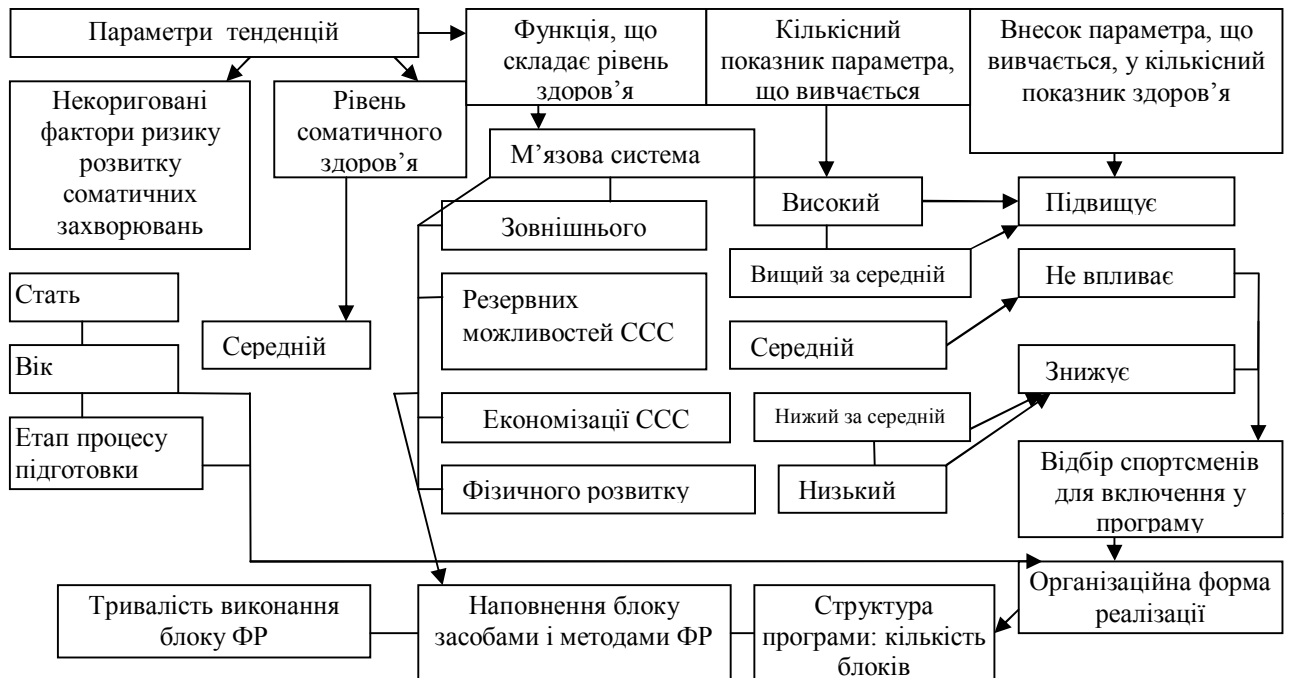 Параметри тенденцій
Функція, що
складає рівень
здоров’я
Кількісний
показник параметра,
що вивчається
Внесок параметра, що
вивчається, у кількісний
показник здоров’я
Некориговані
фактори ризику
розвитку
соматичних
захворювань
Рівень
соматичного
здоров’я
М’язова система
Високий
Підвищує
Зовнішнього
Вищий за середній
Не впливає
Стать
Резервних
можливостей ССС
Середній
Середній
Вік
Знижує
Економізації ССС
Нижий за середній
Етап процесу
підготовки
Фізичного розвитку
Низький
Відбір спортсменів
для включення у
програму
Організаційна форма
реалізації
Тривалість виконання
блоку ФР
Наповнення блоку
засобами і методами ФР
Структура
програми: кількість
блоків